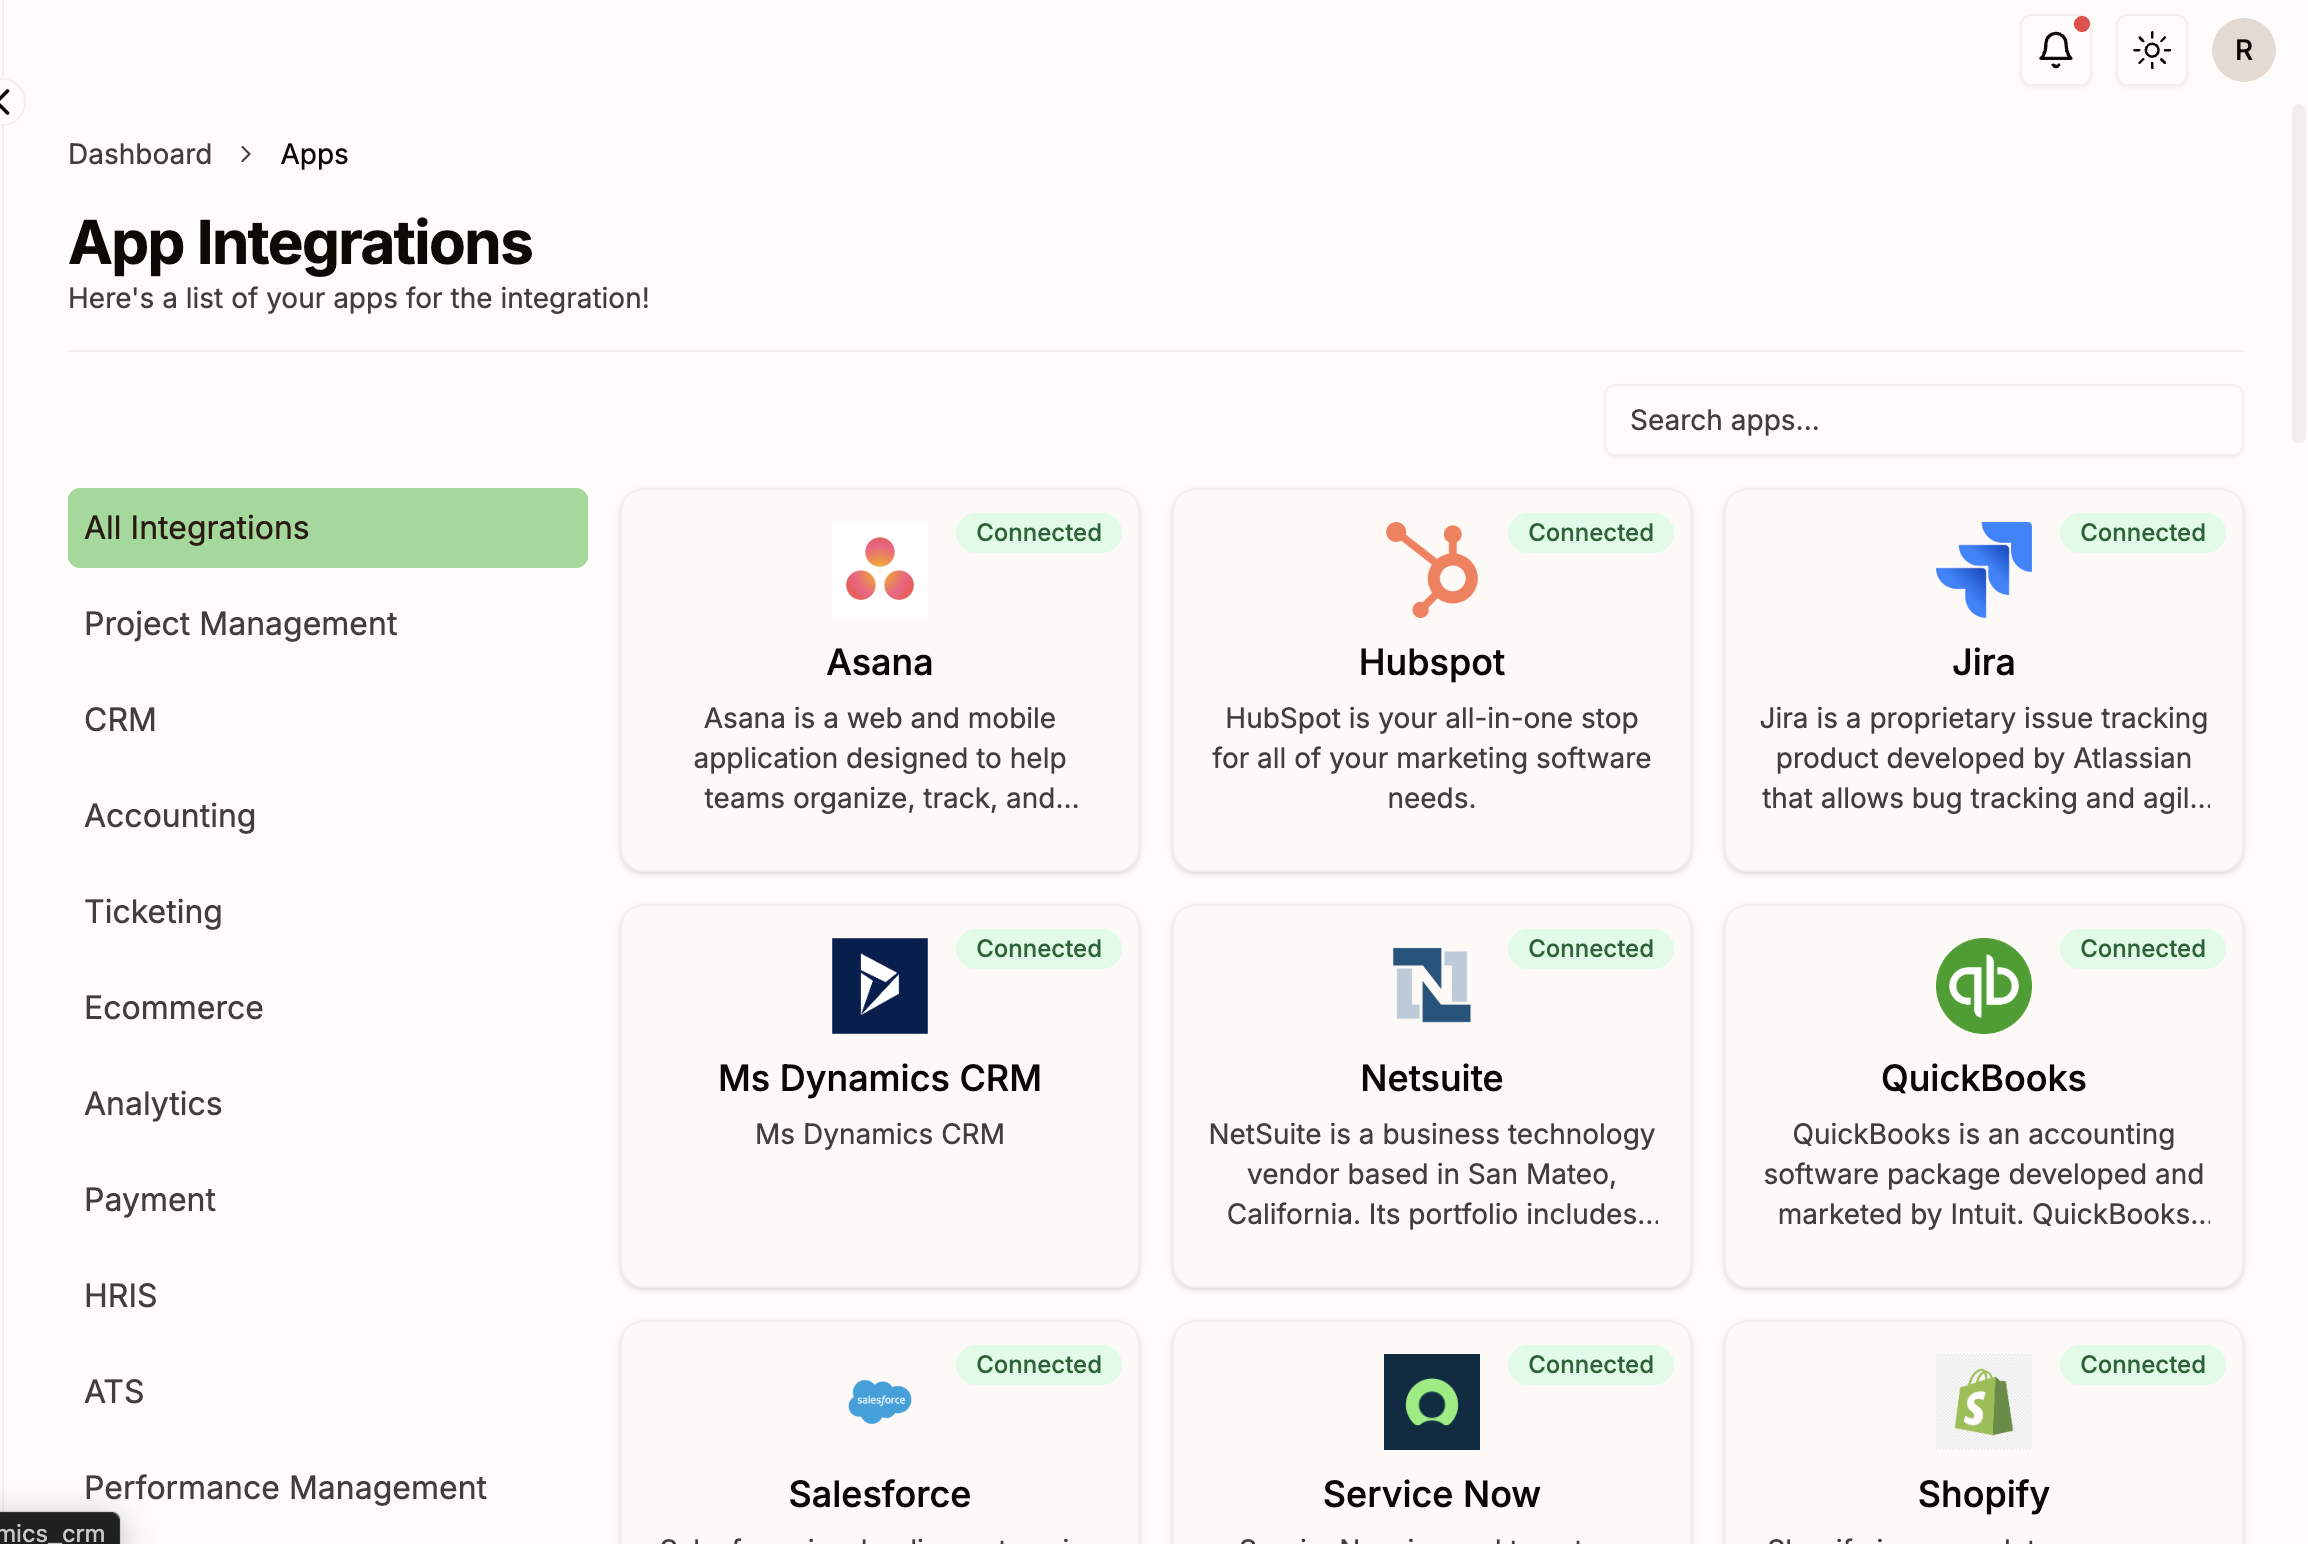 R
Dashboard > Apps
App Integrations
Here's a list of your apps for the integration!
Search apps...
All Integrations
Project Management
CRM
Accounting
Ticketing
Ecommerce
Analytics
Payment
HRIS
ATS
Performance Management
Connected
Asana
Asana is a web and mobile
application designed to help
teams organize, track, and...
Connected
Hubspot
HubSpot is your all-in-one stop
for all of your marketing software
needs.
Connected
Jira
Jira is a proprietary issue tracking
product developed by Atlassian
that allows bug tracking and agil...
Connected
Ms Dynamics CRM
Ms Dynamics CRM
Connected
Netsuite
NetSuite is a business technology
vendor based in San Mateo,
California. Its portfolio includes...
Connected
qb
QuickBooks
QuickBooks is an accounting
software package developed and
marketed by Intuit. QuickBooks...
Connected
salesforce
Salesforce
Connected
Service Now
Connected
Shopify
mics_crm